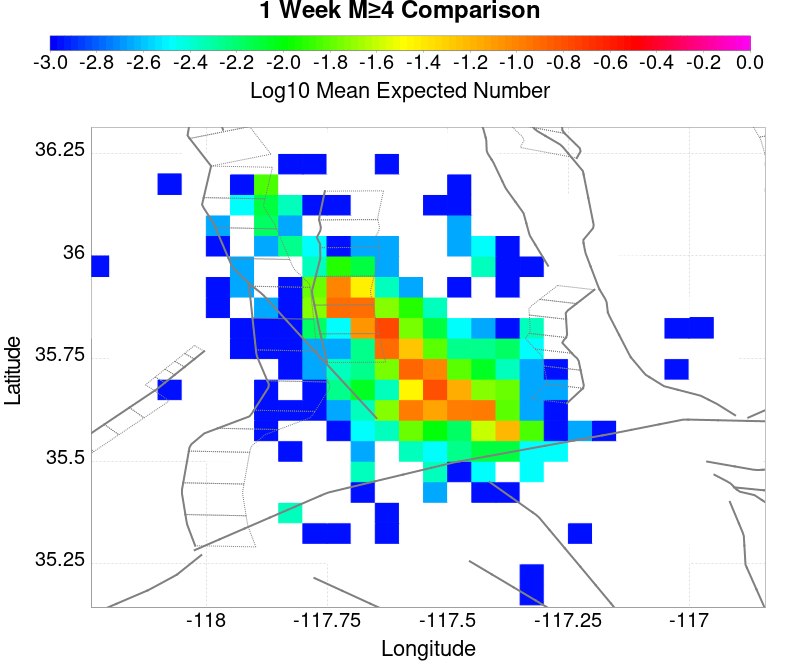 1 Week M≥4 Comparison
-3.0 -2.8 -2.6 -2.4 -2.2 -2.0 -1.8 -1.6 -1.4 -1.2 -1.0 -0.8 -0.6 -0.4 -0.2 0.0
Log10 Mean Expected Number
36.25
36
35.75
35.5
35.25
Latitude
-118 -117.75 -117.5 -117.25 -117
Longitude